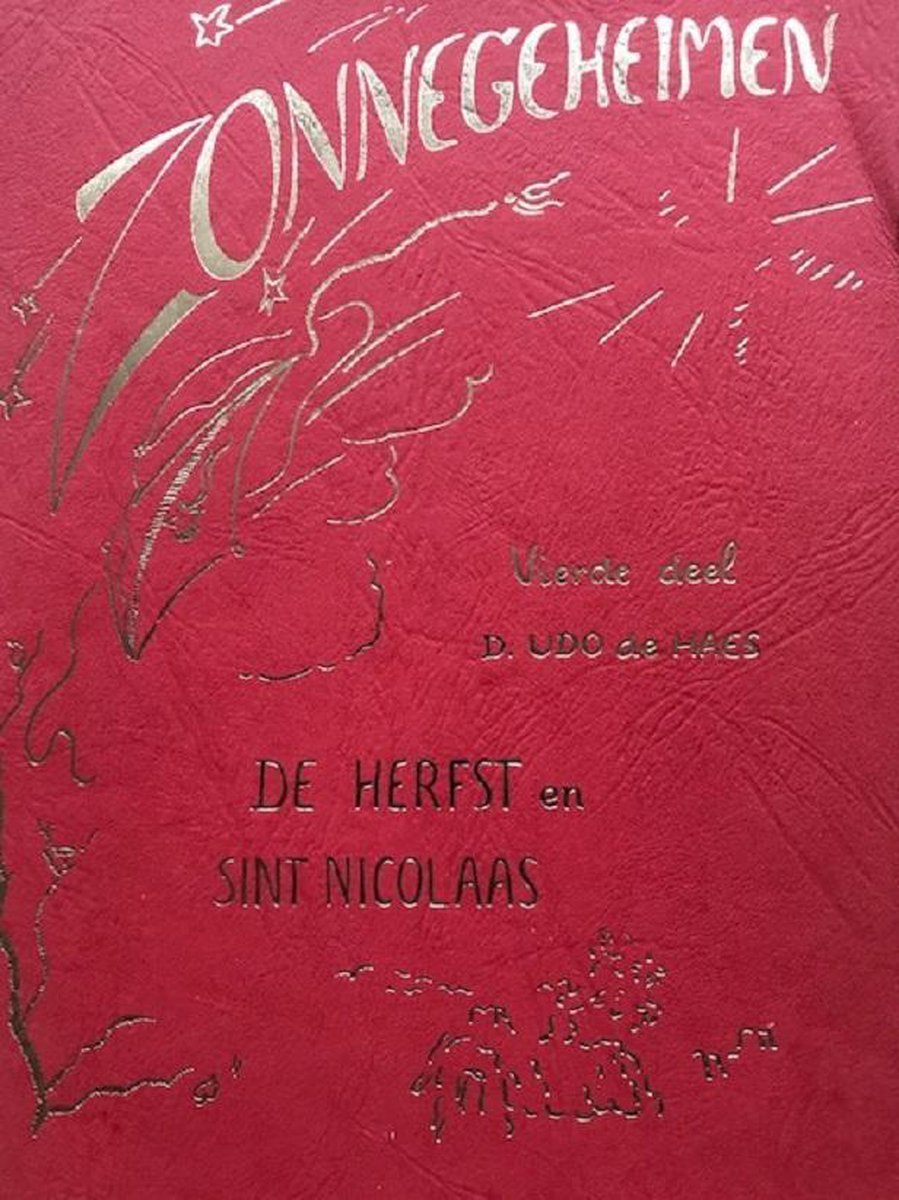 ZONNEGEHEIMEN
Vierde deel
D. UDO de HAES
DE HERFST en
SINT NICOLAAS